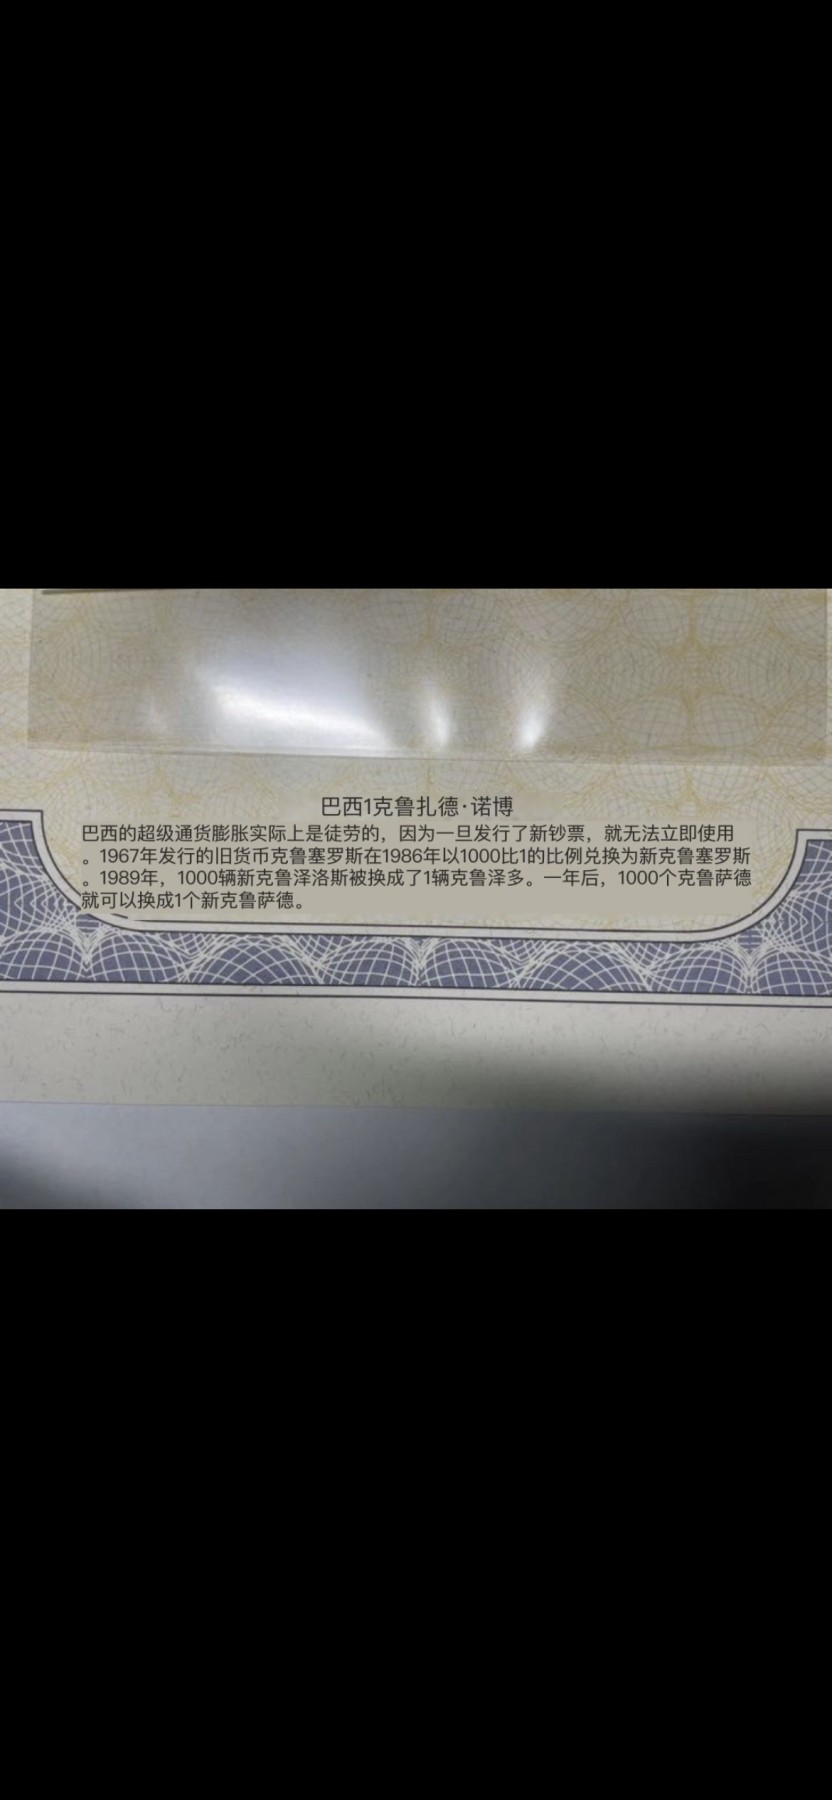 巴西1克鲁扎德·诺博
巴西的超级通货膨胀实际上是徒劳的，因为一旦发行了新钞票，就无法立即使用
。1967年发行的旧货币克鲁塞罗斯在1986年以1000比1的比例兑换为新克鲁塞罗斯
。1989年，1000辆新克鲁泽洛斯被换成了1辆克鲁泽多。一年后，1000个克鲁萨德
就可以换成1个新克鲁萨德。